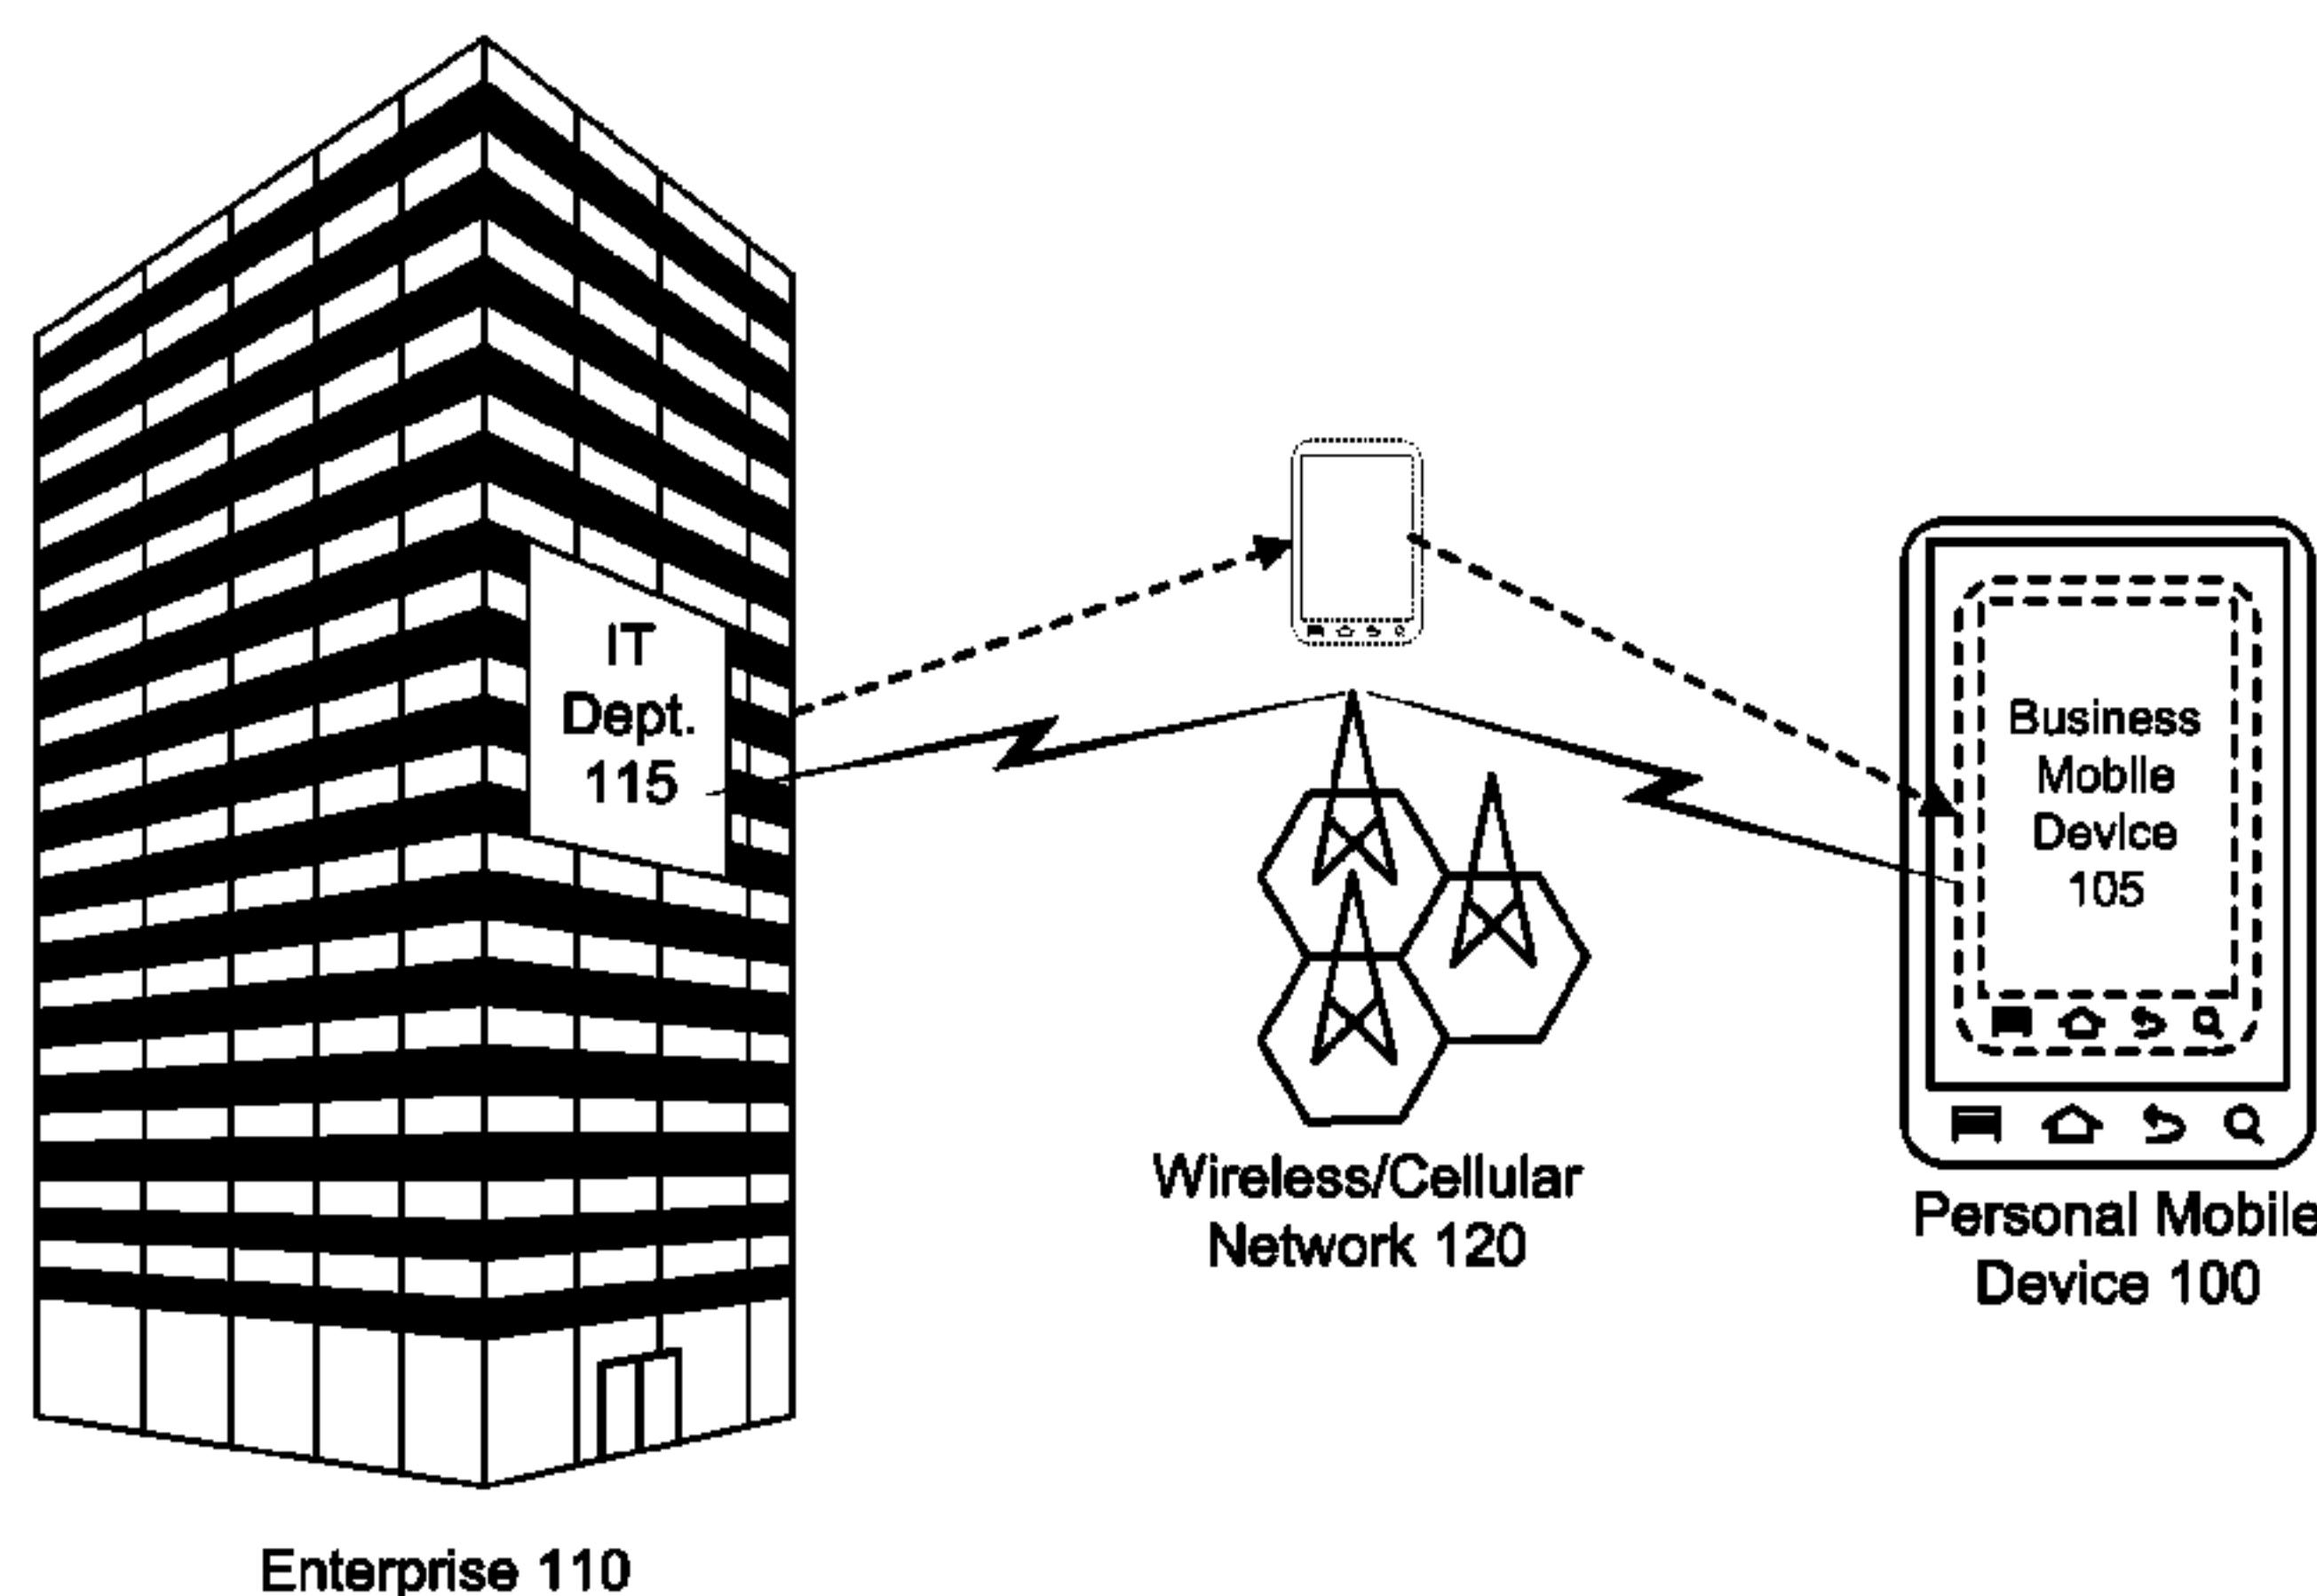 IT
Dept.
115
Business
Mobile
Device
105
Wireless/Cellular
Network 120
Personal Mobile
Device 100
Enterprise 110